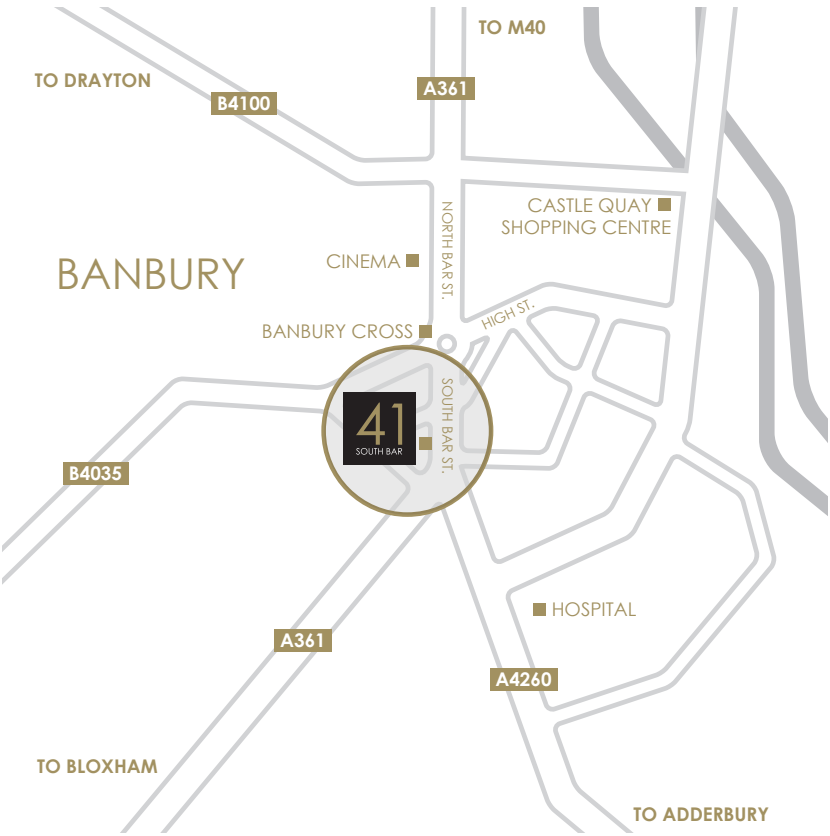 TO M40
TO DRAYTON
A361
B4100
CASTLE QUAY
SHOPPING CENTRE
NORTH BAR ST.
CINEMA
BANBURY
HIGH ST.
BANBURY CROSS
41
SOUTH BAR
SOUTH BAR ST.
B4035
HOSPITAL
A361
A4260
TO BLOXHAM
TO ADDERBURY